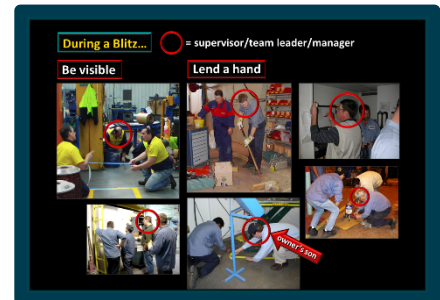 During a Blitz…
= supervisor/team leader/manager
Be visible
Lend a hand
owner's son